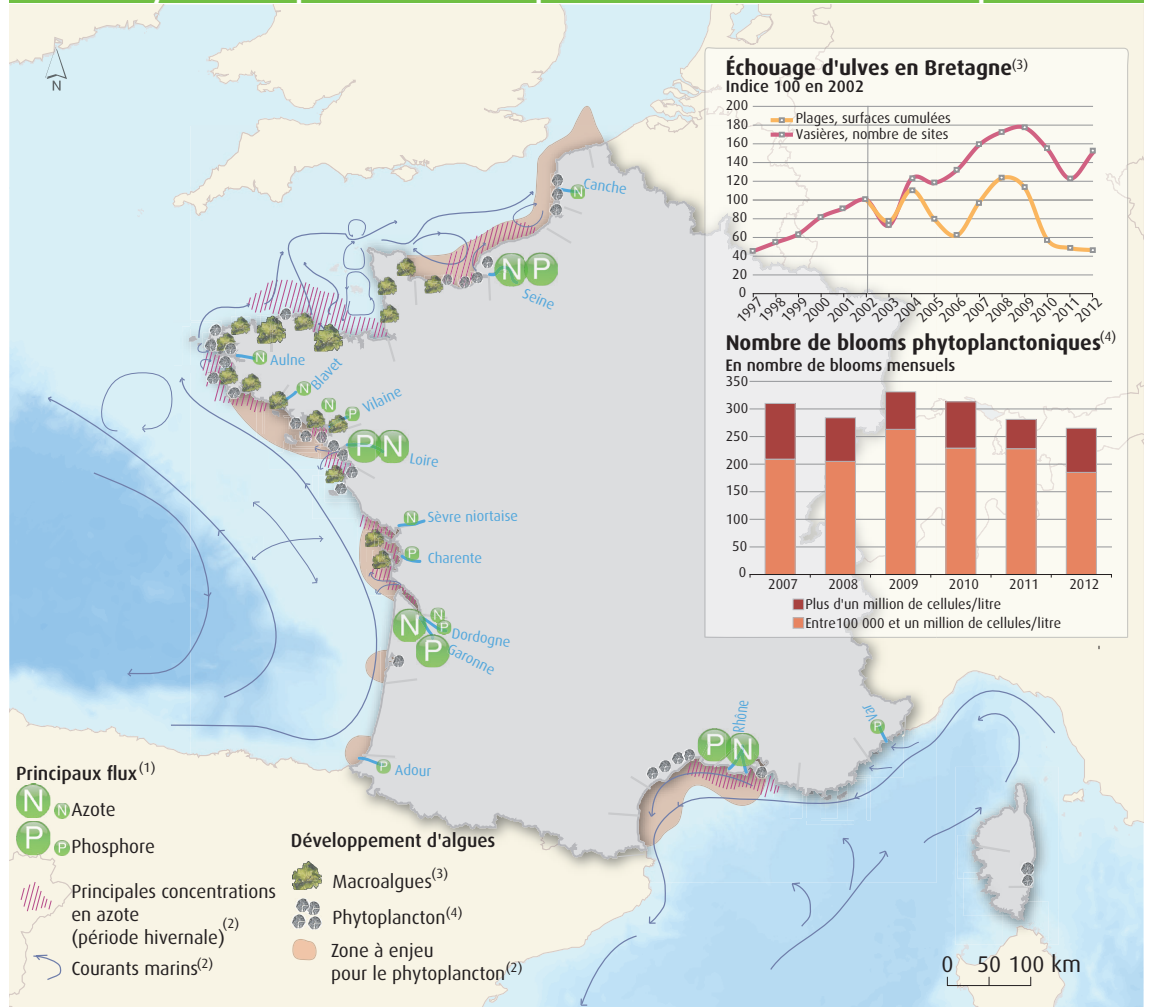 N
Échouage d'ulves en Bretagne(3)
Indice 100 en 2002
200
180
160
140
120
100
80
60
40
20
0
Plages, surfaces cumulées
Vasières, nombre de sites
1997 1998 1999 2000 2001 2002 2003 2004 2005 2006 2007 2008 2009 2010 2011 2012
Nombre de blooms phytoplanctoniques(4)
En nombre de blooms mensuels
350
300
250
200
150
100
50
0
2007 2008 2009 2010 2011 2012
Plus d'un million de cellules/litre
Entre100 000 et un million de cellules/litre
Canche
N
N P
Seine
N Aulne
Blavet
N
N
Vilaine
P
P N
Loire
Sèvre niortaise
N
P
Charente
N
N
P
Dordogne
P
Garonne
Rhône
P N
Var
P
P Adour
Principaux flux(1)
N N Azote
P P Phosphore
Principales concentrations
en azote
(période hivernale)(2)
Courants marins(2)
Développement d'algues
Macroalgues(3)
Phytoplancton(4)
Zone à enjeu
pour le phytoplancton(2)
0 50 100 km